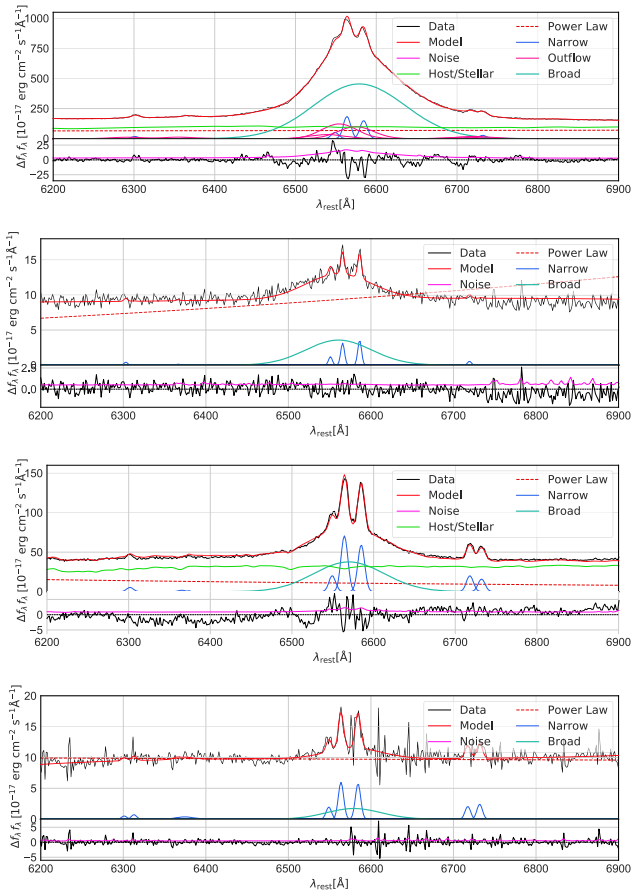 1000
750
500
250
25
0
−25
Δfλ fλ [10⁻¹⁷ erg cm⁻² s⁻¹Å⁻¹]
Data
Model
Noise
Host/Stellar
Power Law
Narrow
Outflow
Broad
6200 6300 6400 6500 6600 6700 6800 6900
λrest[Å]
15
10
5
0
2.5
0.0
Δfλ fλ [10⁻¹⁷ erg cm⁻² s⁻¹Å⁻¹]
Data
Model
Noise
Power Law
Narrow
Broad
6200 6300 6400 6500 6600 6700 6800 6900
λrest[Å]
150
100
50
0
0
−5
Δfλ fλ [10⁻¹⁷ erg cm⁻² s⁻¹Å⁻¹]
Data
Model
Noise
Host/Stellar
Power Law
Narrow
Broad
6200 6300 6400 6500 6600 6700 6800 6900
λrest[Å]
20
15
10
5
0
5
0
−5
Δfλ fλ [10⁻¹⁷ erg cm⁻² s⁻¹Å⁻¹]
Data
Model
Noise
Power Law
Narrow
Broad
6200 6300 6400 6500 6600 6700 6800 6900
λrest[Å]